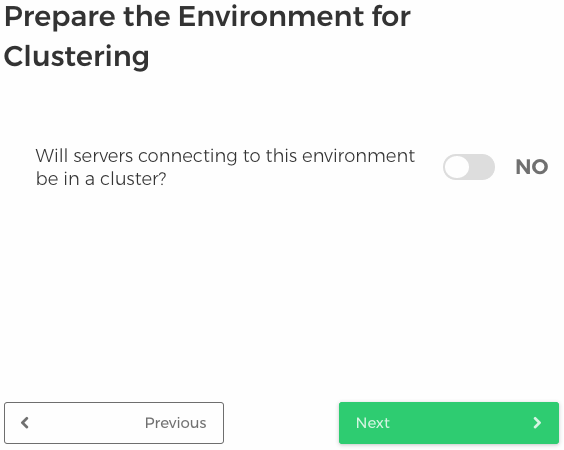 Prepare the Environment for
Clustering
Will servers connecting to this environment
be in a cluster?
NO
Previous
Next